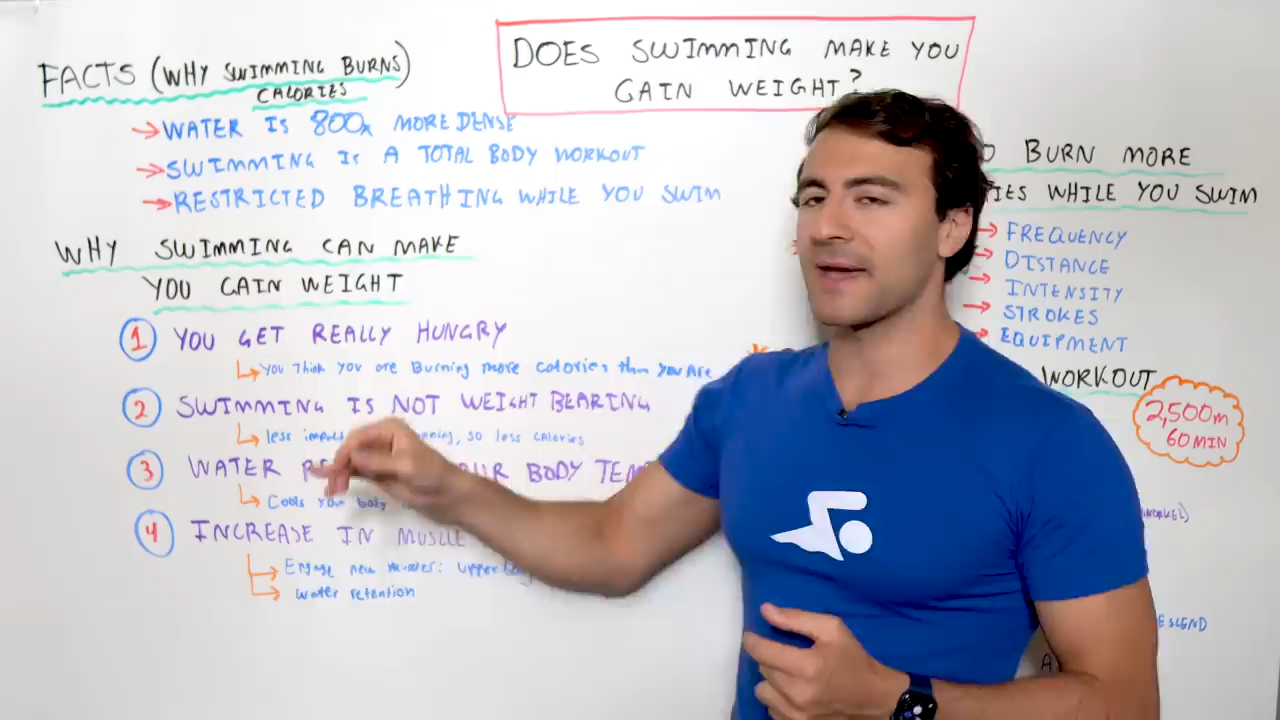 DOES SWIMMING MAKE YOU
GAIN WEIGHT?
FACTS (WHY SWIMMING BURNS)
CALORIES
→ WATER IS 800x MORE DENSE
→ SWIMMING IS A TOTAL BODY WORKOUT
→ RESTRICTED BREATHING WHILE YOU SWIM
WHY SWIMMING CAN MAKE
YOU GAIN WEIGHT
1 YOU GET REALLY HUNGRY
You Think you are Burning more calories than you Are
2 SWIMMING IS NOT WEIGHT BEARING
less , so less calories
3 WATER BODY
Cools your body
4 INCREASE IN MUSCLE
Engage new muscles: upper body
water retention
BURN MORE
WHILE YOU SWIM
→ FREQUENCY
→ DISTANCE
→ INTENSITY
→ STROKES
→ EQUIPMENT
WORKOUT
2,500m
60 MIN